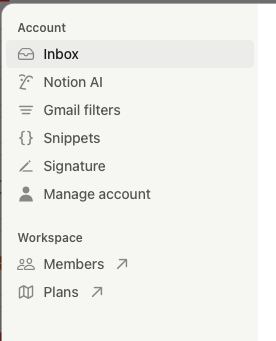 Account
Inbox
Notion AI
Gmail filters
Snippets
Signature
Manage account
Workspace
Members
Plans